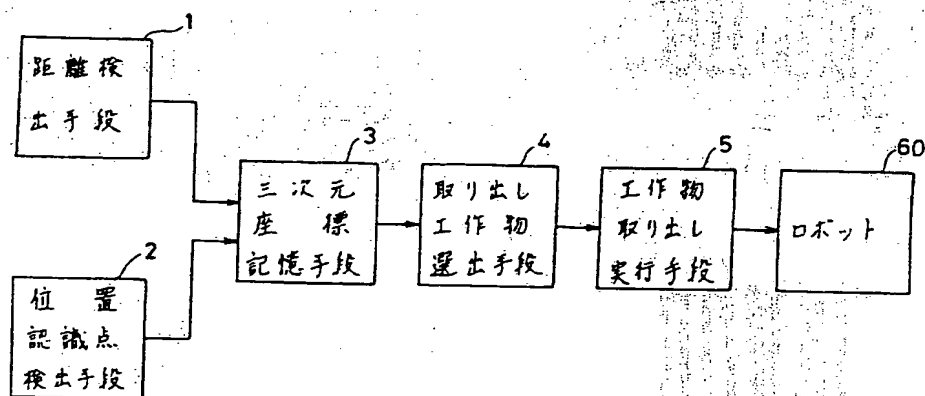 1
距離検
出手段
2
位置
認識点
検出手段
3
三次元
座標
記憶手段
4
取り出し
工作物
選出手段
5
工作物
取り出し
実行手段
60
ロボット